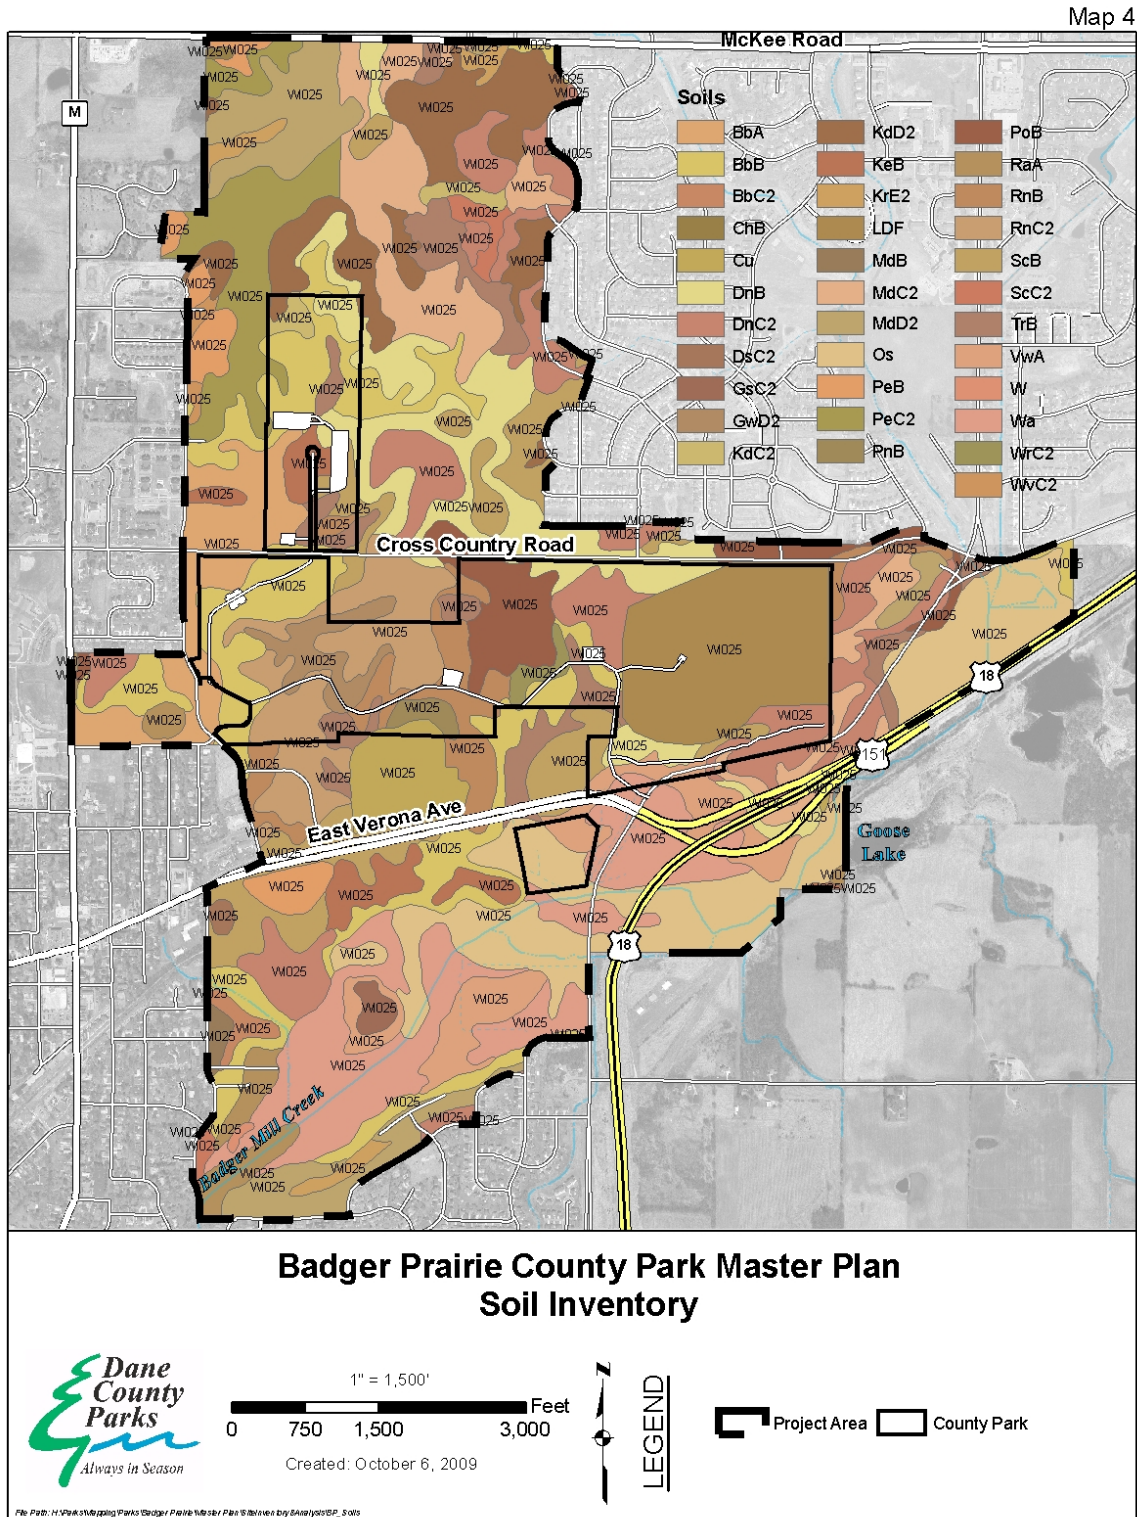 Map 4
McKee Road
M
Soils
BbA
BbB
BbC2
ChB
Cu
DnB
DnC2
DsC2
GsC2
GwD2
KdC2
KdD2
KeB
KrE2
LDF
MdB
MdC2
MdD2
Os
PeB
PeC2
PnB
PoB
RaA
RnB
RnC2
ScB
ScC2
TrB
VwA
W
Wa
WrC2
WvC2
WI025
Cross Country Road
18
151
East Verona Ave
Goose
Lake
18
Badger Mill Creek
Badger Prairie County Park Master Plan
Soil Inventory
Dane
County
Parks
Always in Season
1" = 1,500'
0 750 1,500 3,000 Feet
Created: October 6, 2009
N
LEGEND
Project Area
County Park